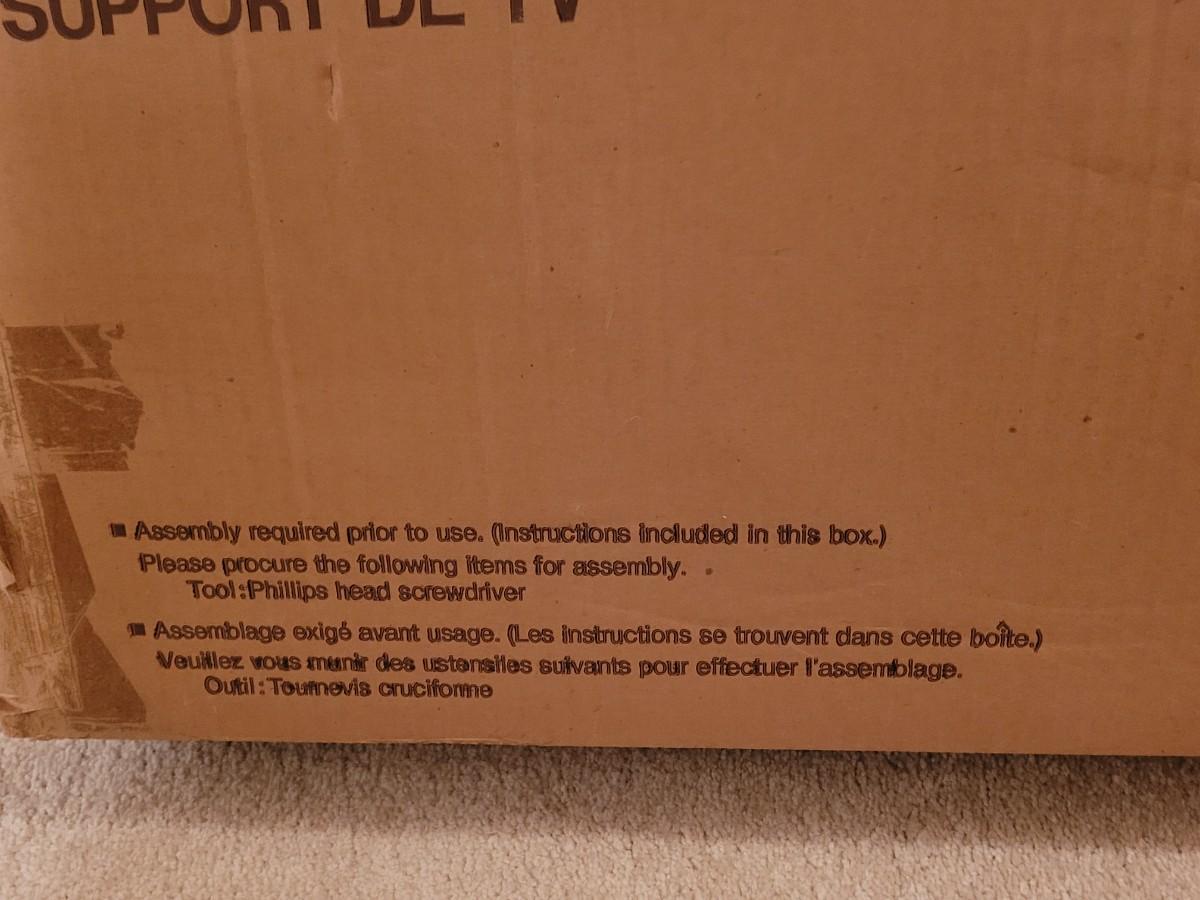 SUPPORT DE TV
■ Assembly required prior to use. (Instructions included in this box.)
Please procure the following items for assembly.
Tool:Phillips head screwdriver
■ Assemblage exigé avant usage. (Les instructions se trouvent dans cette boîte.)
Veuillez vous munir des ustensiles suivants pour effectuer l'assemblage.
Outil:Tournevis cruciforme